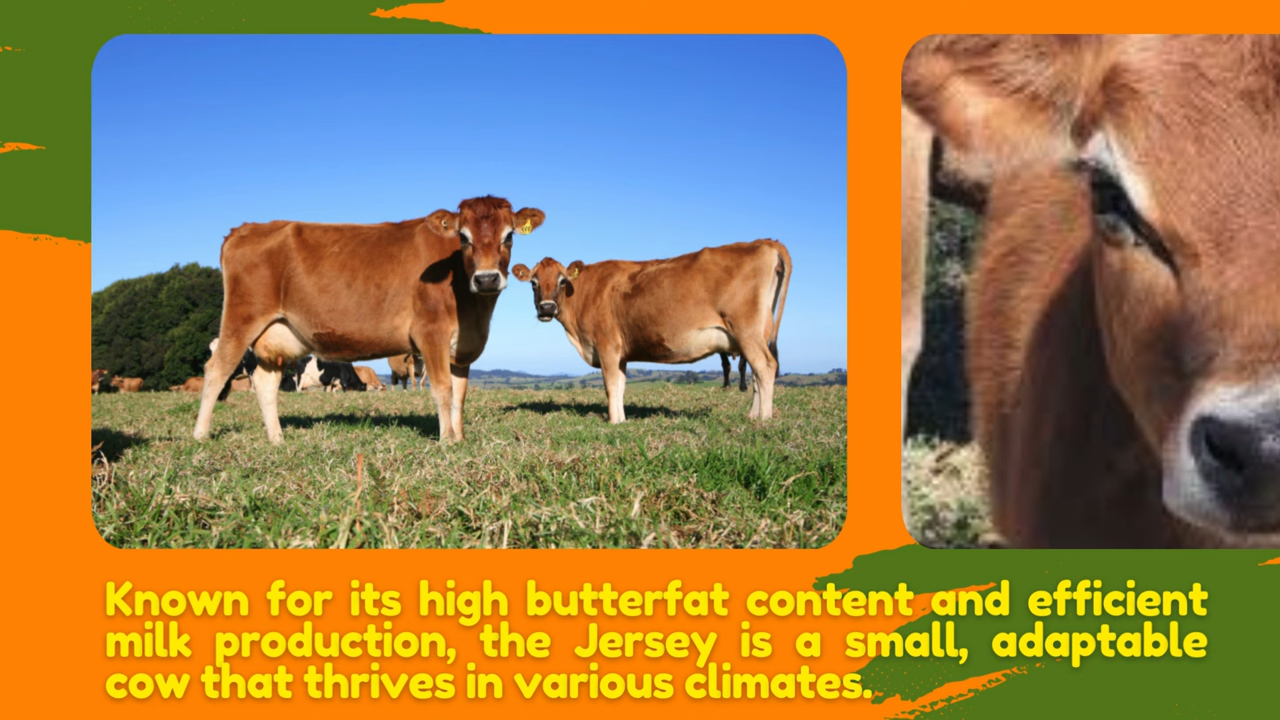 Known for its high butterfat content and efficient
milk production, the Jersey is a small, adaptable
cow that thrives in various climates.